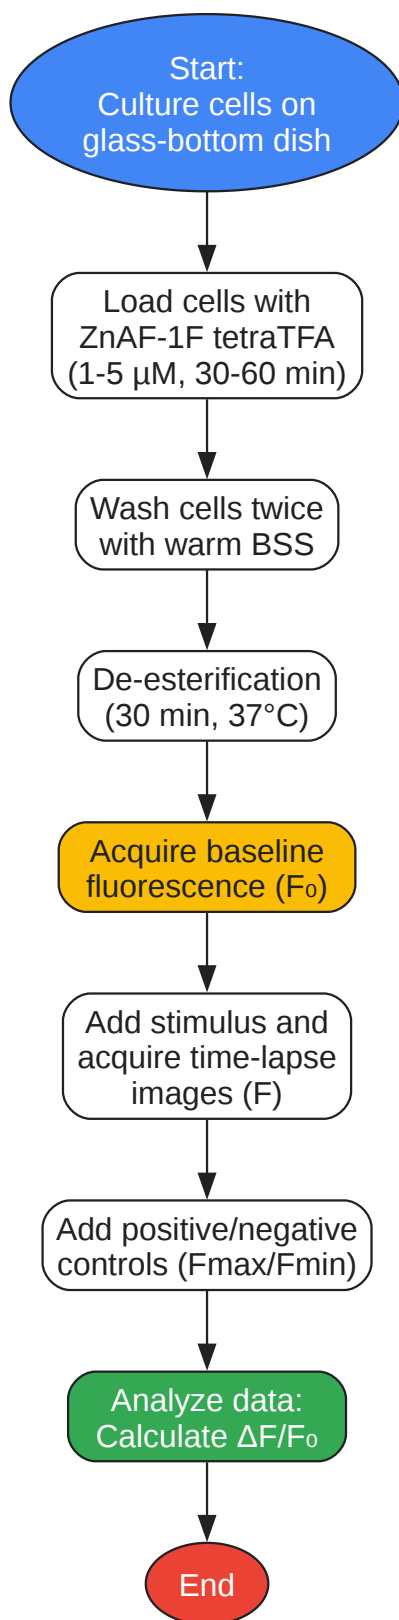 Start:
Culture cells on
glass-bottom dish
Load cells with
ZnAF-1F tetraTFA
(1-5 µM, 30-60 min)
Wash cells twice
with warm BSS
De-esterification
(30 min, 37°C)
Acquire baseline
fluorescence (F₀)
Add stimulus and
acquire time-lapse
images (F)
Add positive/negative
controls (Fmax/Fmin)
Analyze data:
Calculate ΔF/F₀
End